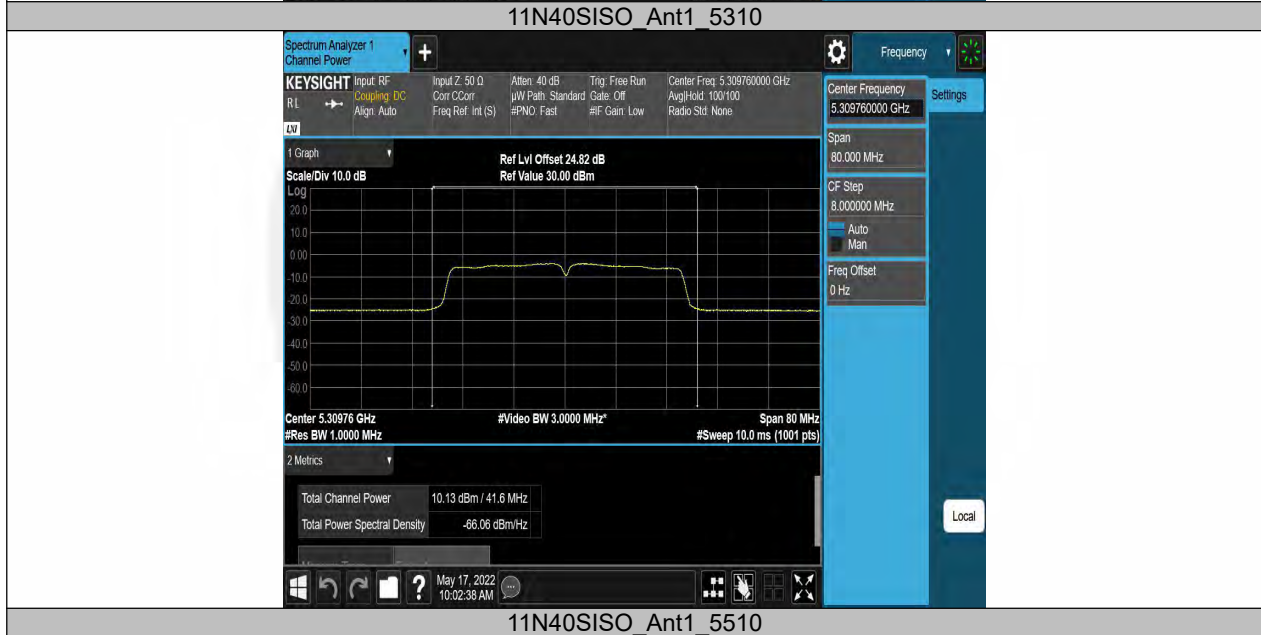 11N40SISO_Ant1_5310
Spectrum Analyzer 1
Channel Power
Frequency
KEYSIGHT
RL
LXI
Input: RF
Coupling: DC
Align: Auto
Input Z: 50 Ω
Corr CCorr
Freq Ref: Int (S)
Atten: 40 dB
µW Path: Standard
#PNO: Fast
Trig: Free Run
Gate: Off
#IF Gain: Low
Center Freq: 5.309760000 GHz
Avg|Hold: 100/100
Radio Std: None
Center Frequency
5.309760000 GHz
Settings
Span
80.000 MHz
CF Step
8.000000 MHz
Auto
Man
Freq Offset
0 Hz
1 Graph
Scale/Div 10.0 dB
Ref Lvl Offset 24.82 dB
Ref Value 30.00 dBm
Log
20.0
10.0
0.00
-10.0
-20.0
-30.0
-40.0
-50.0
-60.0
Center 5.30976 GHz
#Video BW 3.0000 MHz*
Span 80 MHz
#Res BW 1.0000 MHz
#Sweep 10.0 ms (1001 pts)
2 Metrics
Total Channel Power 10.13 dBm / 41.6 MHz
Total Power Spectral Density -66.06 dBm/Hz
Local
?
May 17, 2022
10:02:38 AM
11N40SISO_Ant1_5510